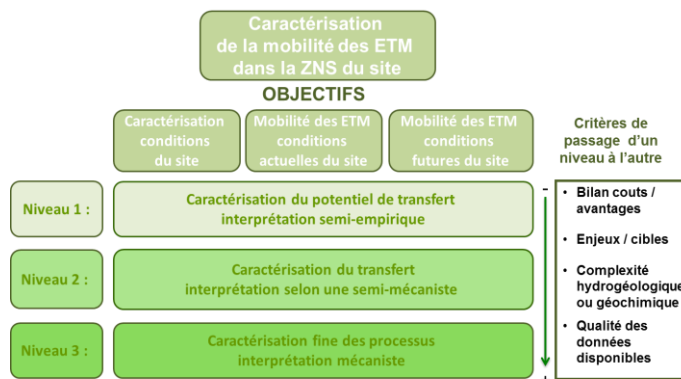 Caractérisation
de la mobilité des ETM
dans la ZNS du site
OBJECTIFS
Caractérisation
conditions
du site
Mobilité des ETM
conditions
actuelles du site
Mobilité des ETM
conditions
futures du site
Critères de
passage d'un
niveau à l'autre
Niveau 1 :
Caractérisation du potentiel de transfert
interprétation semi-empirique
Niveau 2 :
Caractérisation du transfert
interprétation selon une semi-mécaniste
Niveau 3 :
Caractérisation fine des processus
interprétation mécaniste
• Bilan couts /
avantages
• Enjeux / cibles
• Complexité
hydrogéologique
ou géochimique
• Qualité des
données
disponibles